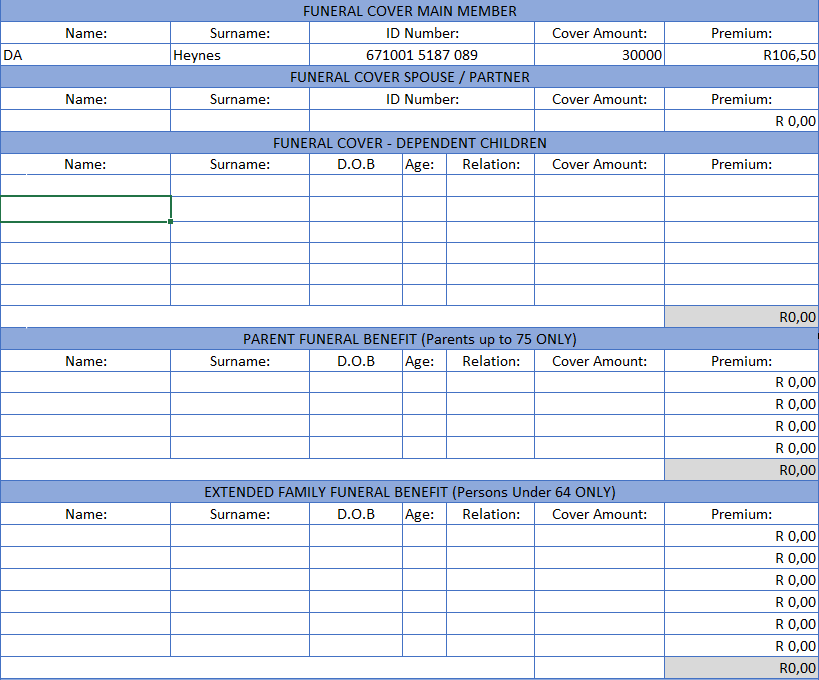 FUNERAL COVER MAIN MEMBER
Name: Surname: ID Number: Cover Amount: Premium:
DA Heynes 671001 5187 089 30000 R106,50
FUNERAL COVER SPOUSE / PARTNER
Name: Surname: ID Number: Cover Amount: Premium:
R 0,00
FUNERAL COVER - DEPENDENT CHILDREN
Name: Surname: D.O.B Age: Relation: Cover Amount: Premium:
R0,00
PARENT FUNERAL BENEFIT (Parents up to 75 ONLY)
Name: Surname: D.O.B Age: Relation: Cover Amount: Premium:
R 0,00
R 0,00
R 0,00
R 0,00
R0,00
EXTENDED FAMILY FUNERAL BENEFIT (Persons Under 64 ONLY)
Name: Surname: D.O.B Age: Relation: Cover Amount: Premium:
R 0,00
R 0,00
R 0,00
R 0,00
R 0,00
R 0,00
R0,00